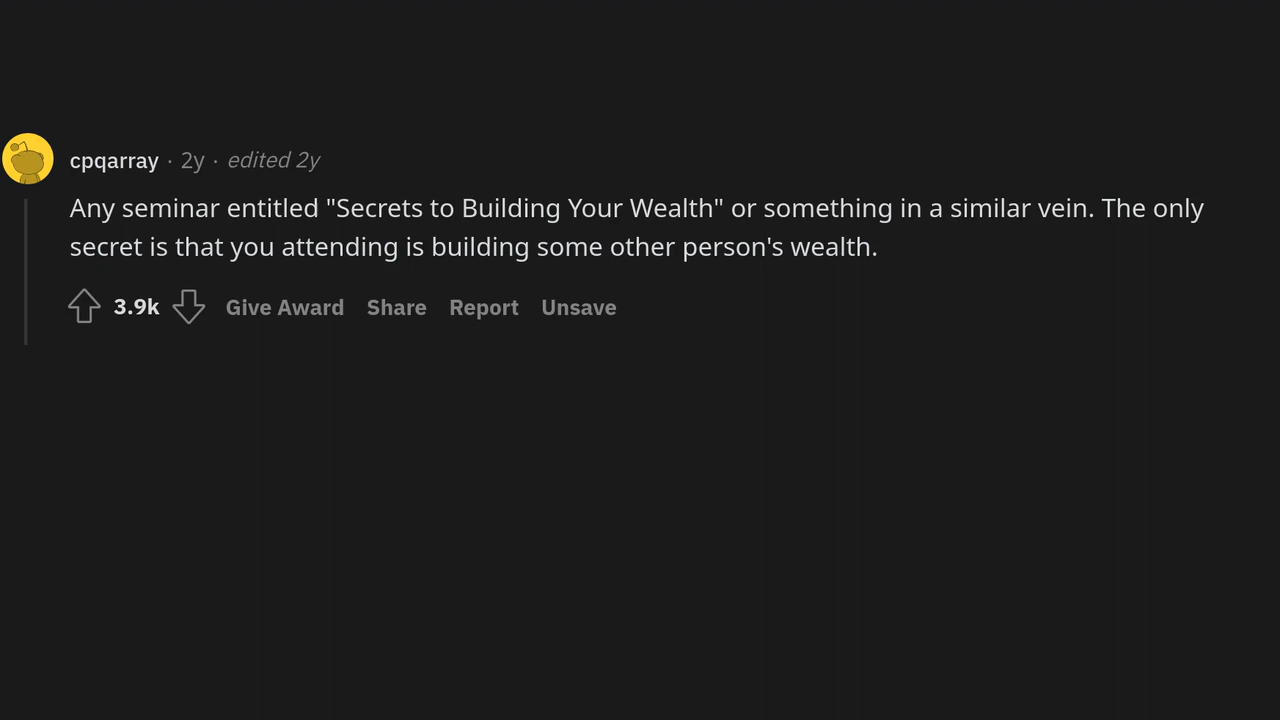 cpqarray · 2y · edited 2y
Any seminar entitled "Secrets to Building Your Wealth" or something in a similar vein. The only
secret is that you attending is building some other person's wealth.
3.9k Give Award Share Report Unsave